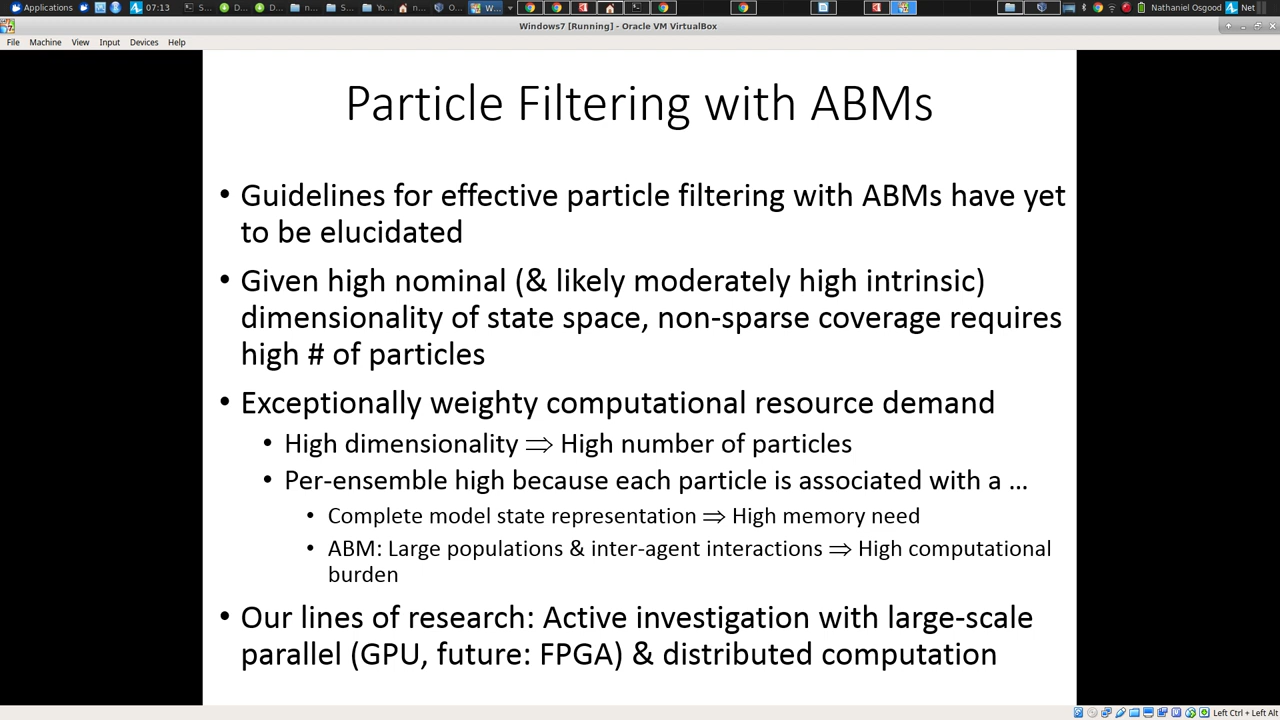 Applications
07:13
S...
D...
D...
n...
S...
Yo...
n...
O...
W...
Nathaniel Osgood
Net
Windows7 [Running] - Oracle VM VirtualBox
File Machine View Input Devices Help
Particle Filtering with ABMs
• Guidelines for effective particle filtering with ABMs have yet
to be elucidated
• Given high nominal (& likely moderately high intrinsic)
dimensionality of state space, non-sparse coverage requires
high # of particles
• Exceptionally weighty computational resource demand
• High dimensionality ⇒ High number of particles
• Per-ensemble high because each particle is associated with a …
• Complete model state representation ⇒ High memory need
• ABM: Large populations & inter-agent interactions ⇒ High computational
burden
• Our lines of research: Active investigation with large-scale
parallel (GPU, future: FPGA) & distributed computation
Left Ctrl + Left Alt